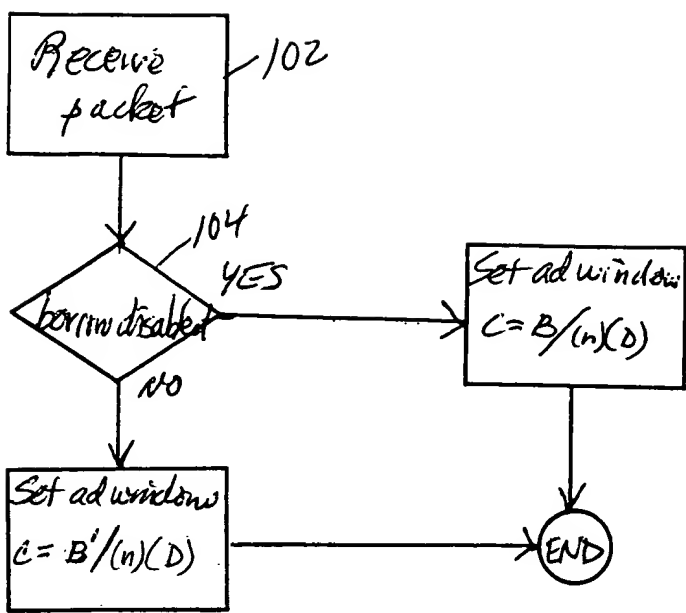 Receive
packet
102
104
borrow disabled
YES
NO
Set ad window
C = B/(n)(D)
Set ad window
C = B'/(n)(D)
END